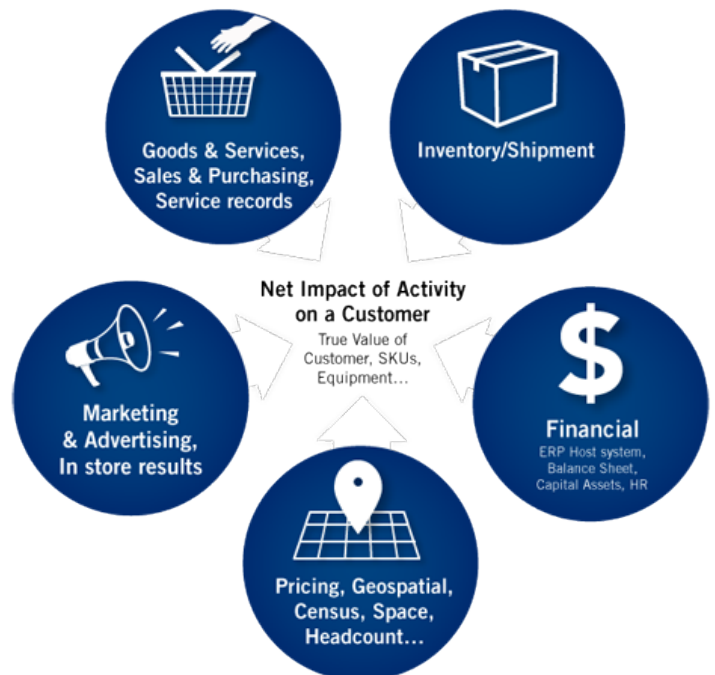 Goods & Services,
Sales & Purchasing,
Service records
Inventory/Shipment
Net Impact of Activity
on a Customer
True Value of
Customer, SKUs,
Equipment...
Marketing
& Advertising,
In store results
$
Financial
ERP Host system,
Balance Sheet,
Capital Assets, HR
Pricing, Geospatial,
Census, Space,
Headcount...